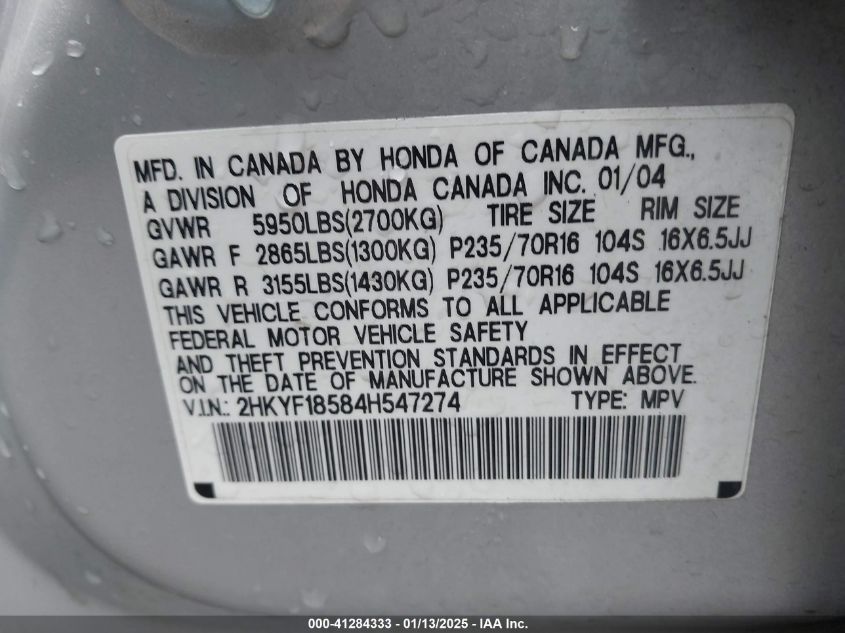 MFD. IN CANADA BY HONDA OF CANADA MFG.,
A DIVISION OF HONDA CANADA INC. 01/04
GVWR 5950LBS(2700KG) TIRE SIZE RIM SIZE
GAWR F 2865LBS(1300KG) P235/70R16 104S 16X6.5JJ
GAWR R 3155LBS(1430KG) P235/70R16 104S 16X6.5JJ
THIS VEHICLE CONFORMS TO ALL APPLICABLE
FEDERAL MOTOR VEHICLE SAFETY
AND THEFT PREVENTION STANDARDS IN EFFECT
ON THE DATE OF MANUFACTURE SHOWN ABOVE.
V.I.N.: 2HKYF18584H547274 TYPE: MPV
000-41284333 - 01/13/2025 - IAA Inc.